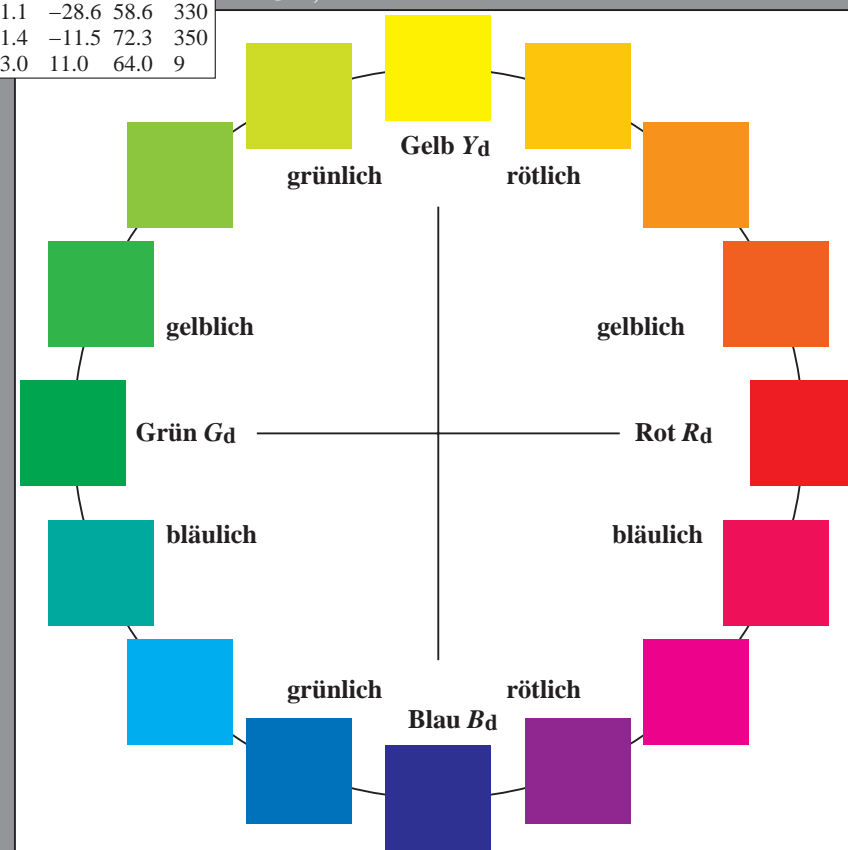 1.1 −28.6 58.6 330
1.4 −11.5 72.3 350
3.0 11.0 64.0 9
Gelb Yd
grünlich rötlich
gelblich gelblich
Grün Gd Rot Rd
bläulich bläulich
grünlich rötlich
Blau Bd